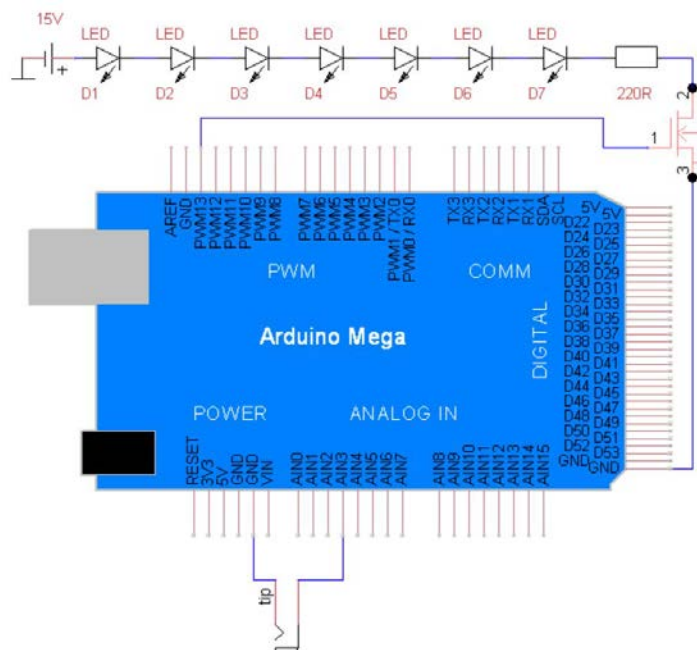 15V
LED LED LED LED LED LED LED
+
D1 D2 D3 D4 D5 D6 D7 220R
2
1
3
AREF
GND
PWM13
PWM12
PWM11
PWM10
PWM9
PWM8
PWM7
PWM6
PWM5
PWM4
PWM3
PWM2
PWM1 / TX0
PWM0 / RX0
TX3
RX3
TX2
RX2
TX1
RX1
SDA
SCL
PWM
COMM
Arduino Mega
DIGITAL
5V
5V
D22
D23
D24
D25
D26
D27
D28
D29
D30
D31
D32
D33
D34
D35
D36
D37
D38
D39
D40
D41
D42
D43
D44
D45
D46
D47
D48
D49
D50
D51
D52
D53
GND
GND
POWER
ANALOG IN
RESET
3V3
5V
GND
GND
VIN
AIN0
AIN1
AIN2
AIN3
AIN4
AIN5
AIN6
AIN7
AIN8
AIN9
AIN10
AIN11
AIN12
AIN13
AIN14
AIN15
tip